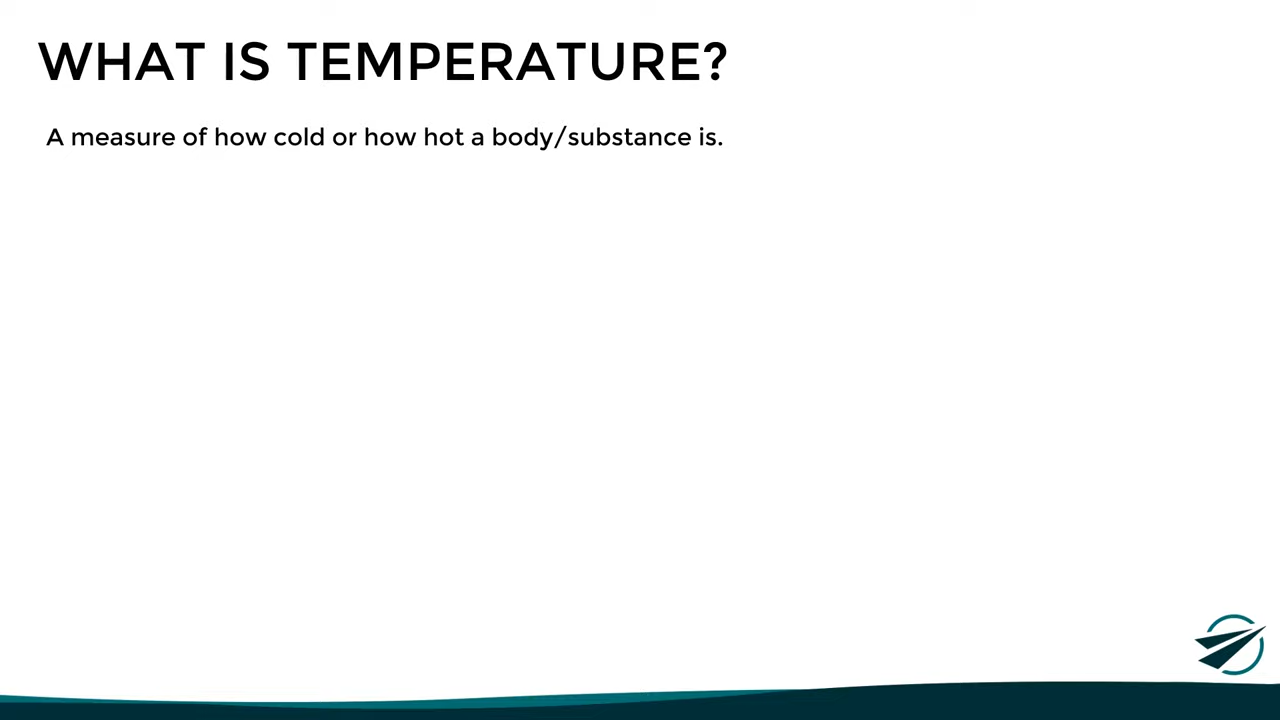 WHAT IS TEMPERATURE?
A measure of how cold or how hot a body/substance is.